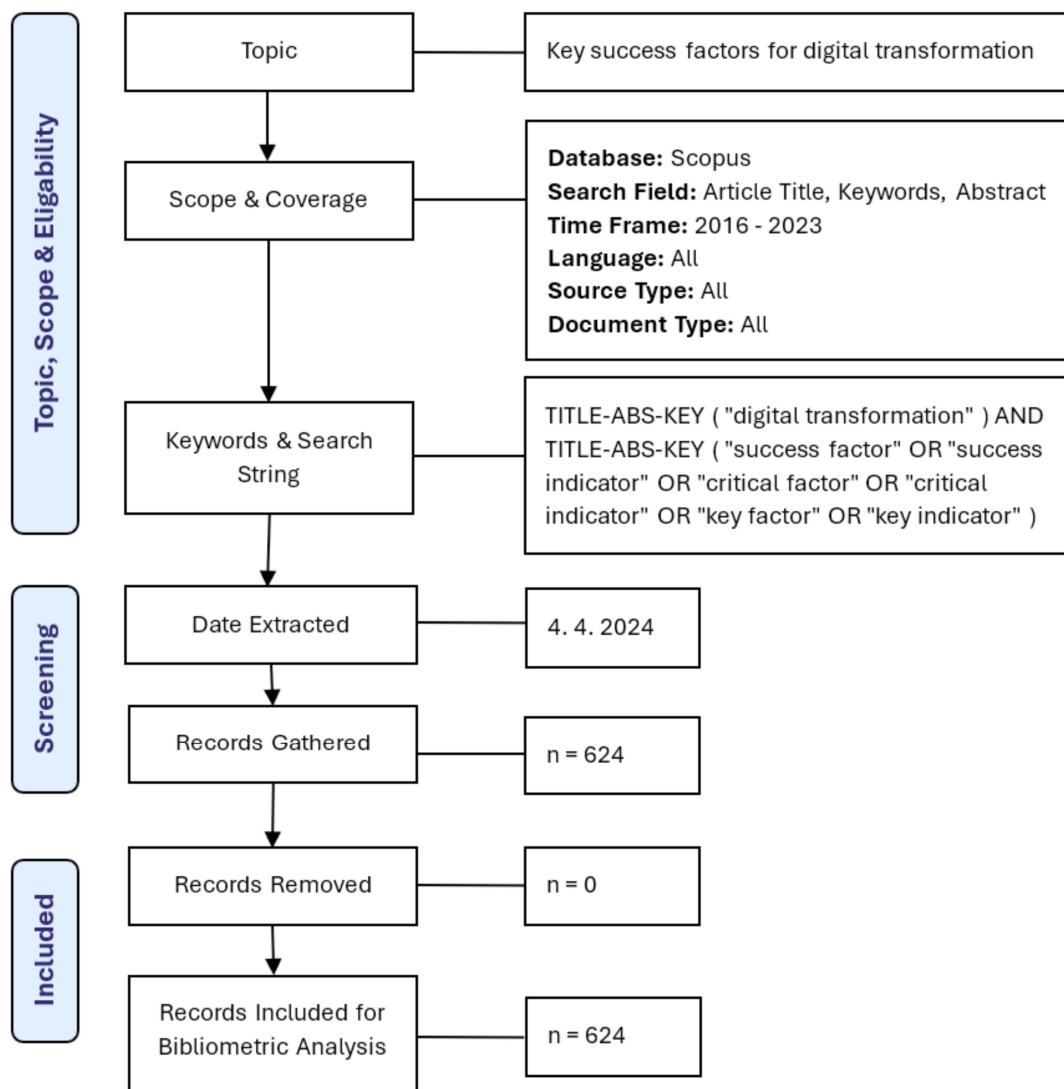 Topic, Scope & Eligability
Topic
Key success factors for digital transformation
Scope & Coverage
Database: Scopus
Search Field: Article Title, Keywords, Abstract
Time Frame: 2016 - 2023
Language: All
Source Type: All
Document Type: All
Keywords & Search
String
TITLE-ABS-KEY ( "digital transformation" ) AND
TITLE-ABS-KEY ( "success factor" OR "success
indicator" OR "critical factor" OR "critical
indicator" OR "key factor" OR "key indicator" )
Screening
Date Extracted
4. 4. 2024
Records Gathered
n = 624
Included
Records Removed
n = 0
Records Included for
Bibliometric Analysis
n = 624